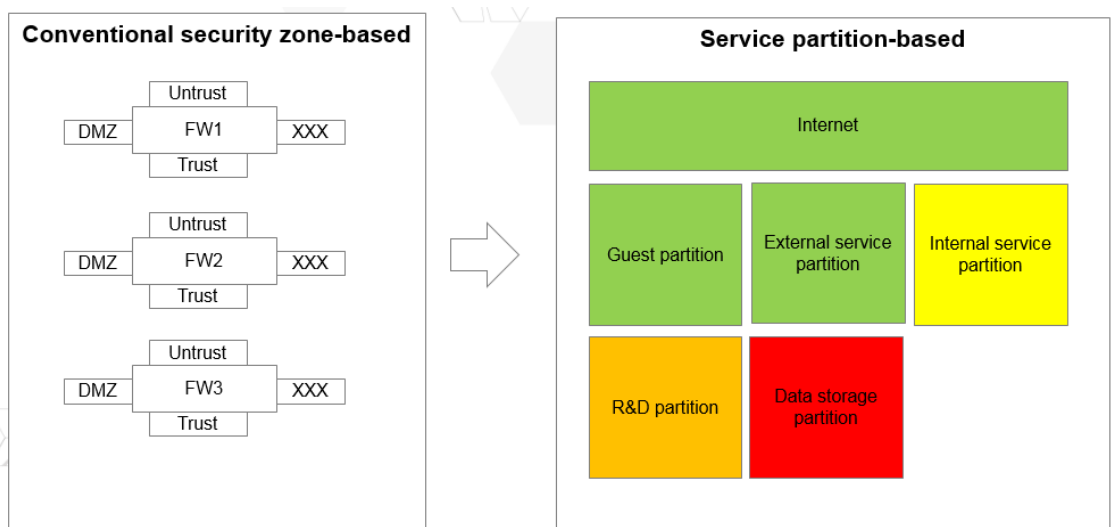 Conventional security zone-based
Untrust
DMZ FW1 XXX
Trust
Untrust
DMZ FW2 XXX
Trust
Untrust
DMZ FW3 XXX
Trust
Service partition-based
Internet
Guest partition
External service
partition
Internal service
partition
R&D partition
Data storage
partition